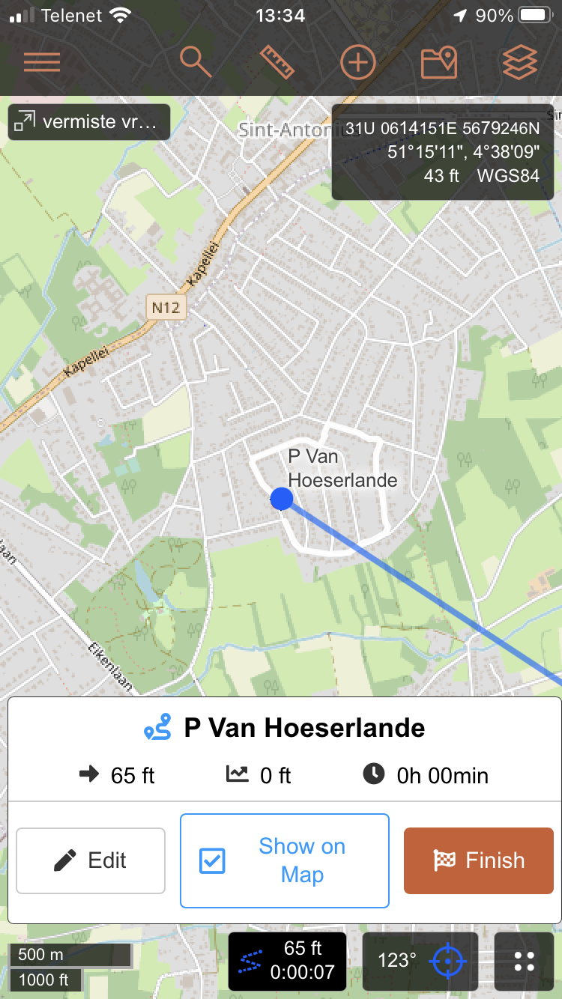 Telenet 13:34 90%
vermiste vr…
Sint-Antoni
31U 0614151E 5679246N
51°15'11", 4°38'09"
43 ft WGS84
Kapellei
N12
Kapellei
P Van
Hoeserlande
laan
Eikenlaan
P Van Hoeserlande
65 ft 0 ft 0h 00min
Edit
Show on
Map
Finish
500 m
1000 ft
65 ft
0:00:07
123°